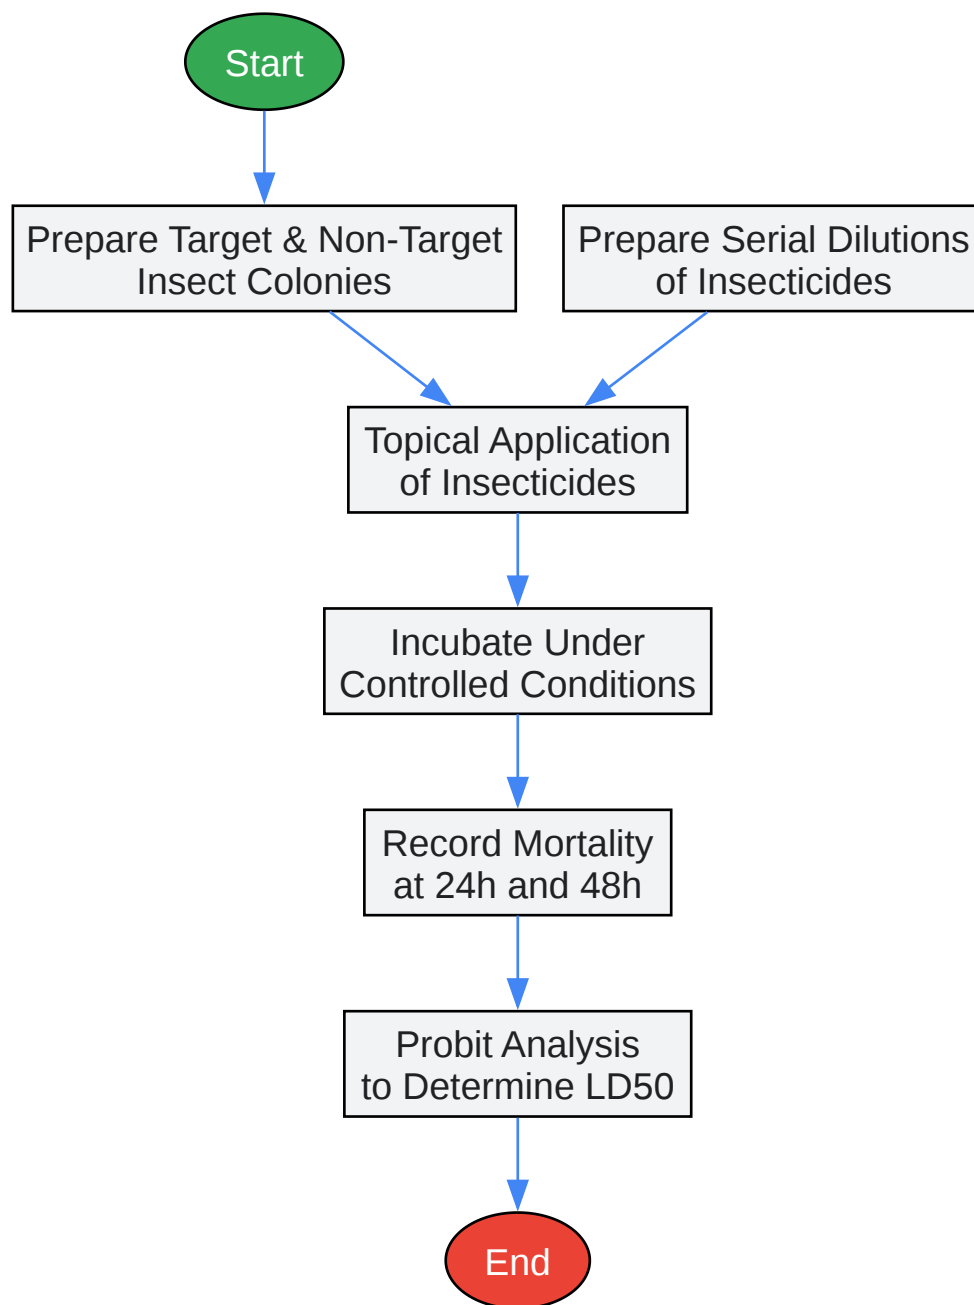 Start
Prepare Target & Non-Target
Insect Colonies
Prepare Serial Dilutions
of Insecticides
Topical Application
of Insecticides
Incubate Under
Controlled Conditions
Record Mortality
at 24h and 48h
Probit Analysis
to Determine LD50
End